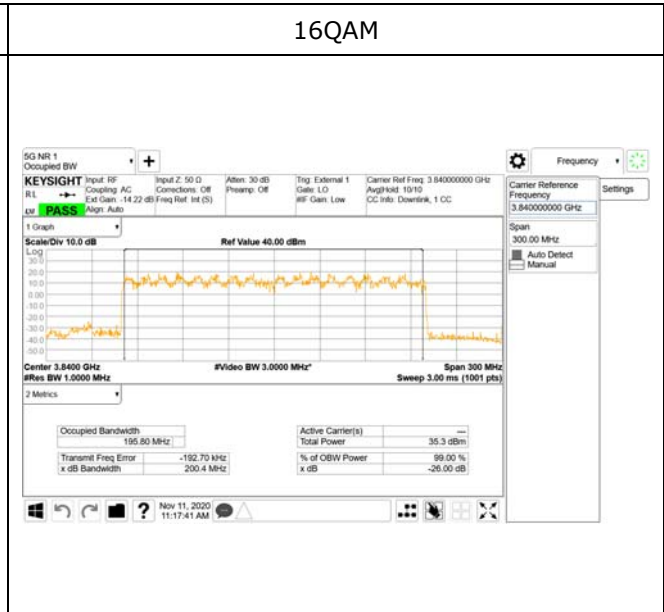 16QAM
5G NR 1
Occupied BW
Frequency
KEYSIGHT
Input: RF
Input Z: 50 Ω
Atten: 30 dB
Trig: External 1
Carrier Ref Freq: 3.840000000 GHz
RL
Coupling: AC
Corrections: Off
Preamp: Off
Gate: LO
Avg|Hold: 10/10
Ext Gain: -14.22 dB
Freq Ref: Int (S)
#IF Gain: Low
CC Info: Downlink, 1 CC
PASS
Align: Auto
Carrier Reference
Frequency
3.840000000 GHz
Settings
Span
300.00 MHz
Auto Detect
Manual
1 Graph
Scale/Div 10.0 dB
Ref Value 40.00 dBm
Log
30.0
20.0
10.0
0.00
-10.0
-20.0
-30.0
-40.0
-50.0
Center 3.8400 GHz
#Video BW 3.0000 MHz*
Span 300 MHz
#Res BW 1.0000 MHz
Sweep 3.00 ms (1001 pts)
2 Metrics
Occupied Bandwidth
195.80 MHz
Active Carrier(s)
---
Total Power
35.3 dBm
Transmit Freq Error
-192.70 kHz
% of OBW Power
99.00 %
x dB Bandwidth
200.4 MHz
x dB
-26.00 dB
Nov 11, 2020
11:17:41 AM